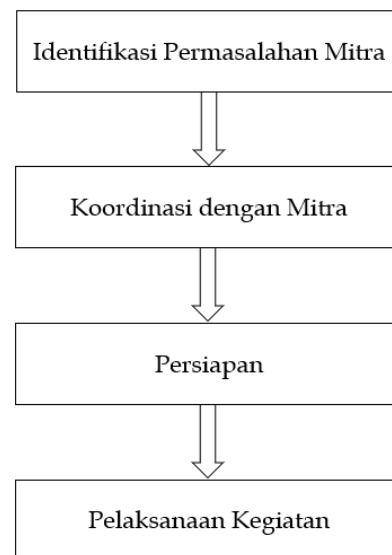 Identifikasi Permasalahan Mitra
Koordinasi dengan Mitra
Persiapan
Pelaksanaan Kegiatan